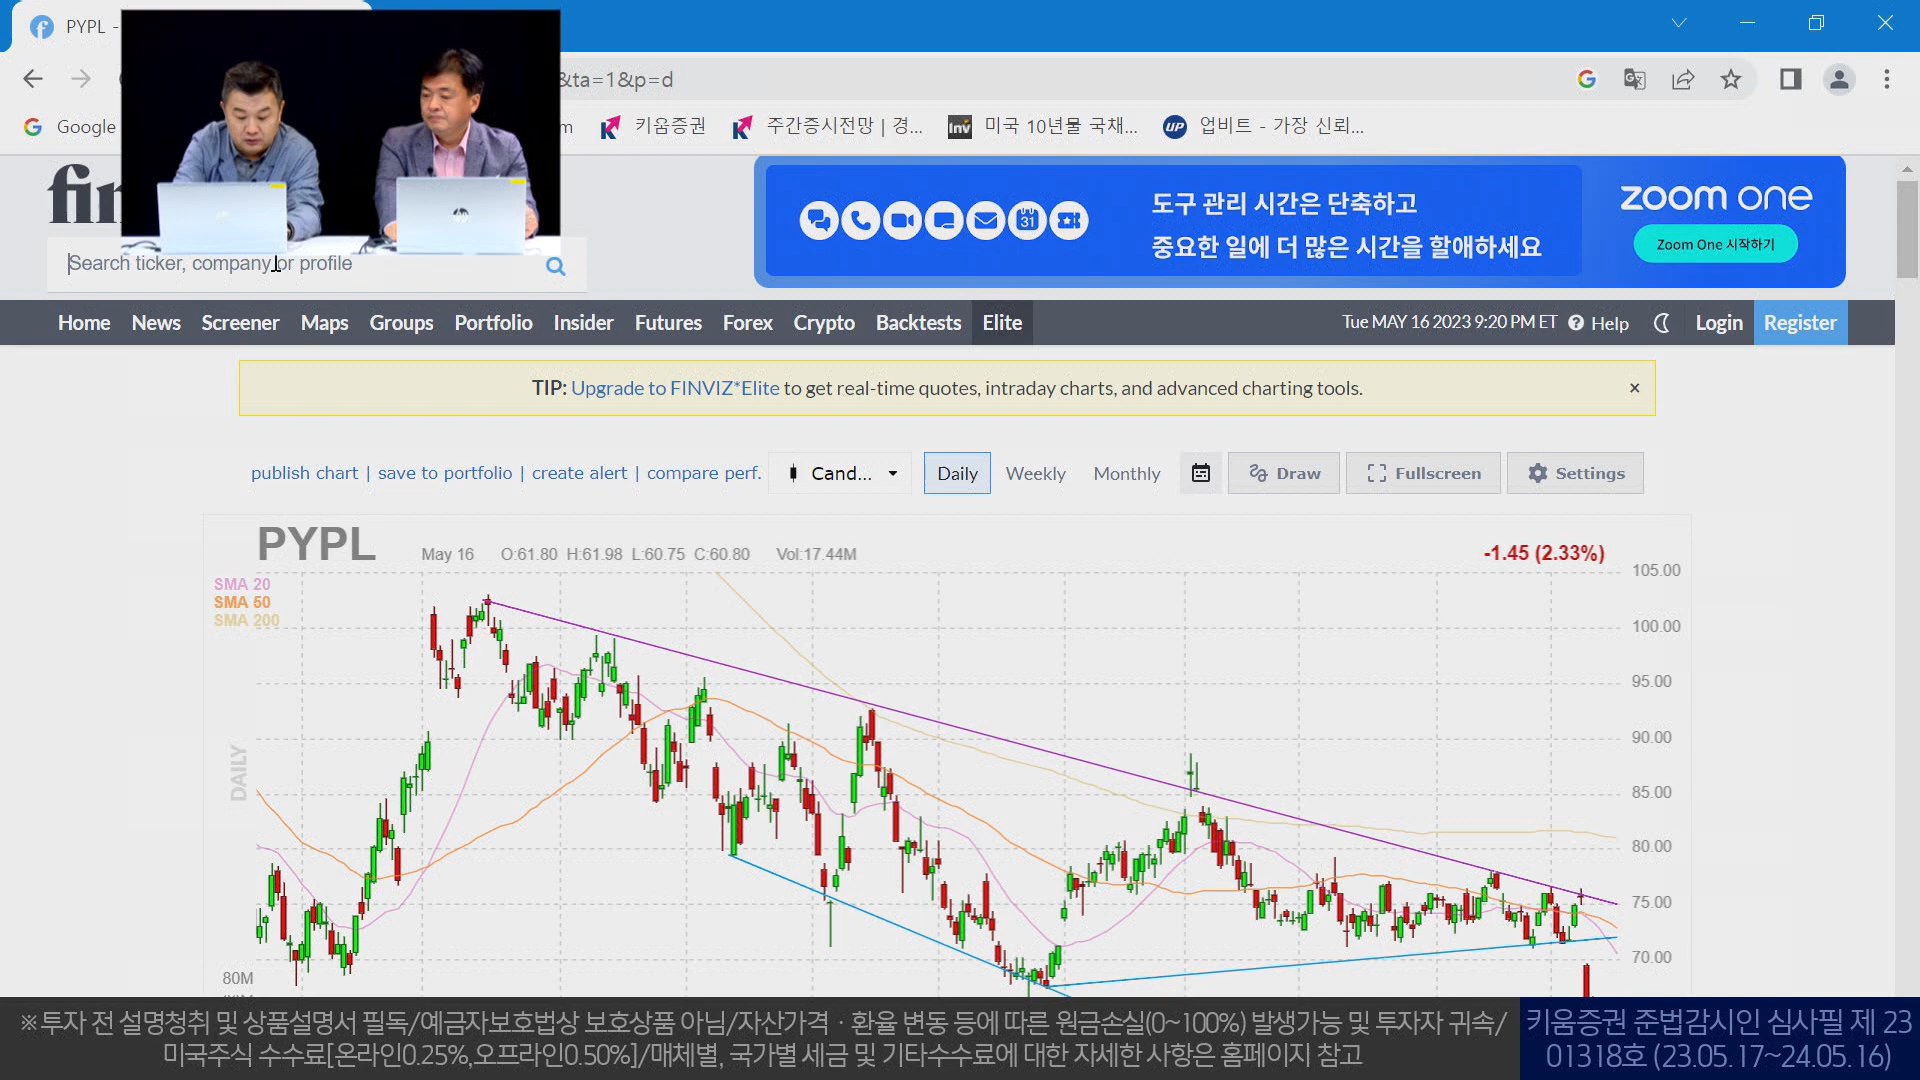 PYPL -
&ta=1&p=d
Google
m
키움증권
주간증시전망 | 경...
Inv
미국 10년물 국채...
UP
업비트 - 가장 신뢰...
fin
31
도구 관리 시간은 단축하고
중요한 일에 더 많은 시간을 할애하세요
zoom one
Zoom One 시작하기
Search ticker, company or profile
Home News Screener Maps Groups Portfolio Insider Futures Forex Crypto Backtests Elite
Tue MAY 16 2023 9:20 PM ET Help Login Register
TIP: Upgrade to FINVIZ*Elite to get real-time quotes, intraday charts, and advanced charting tools. ×
publish chart | save to portfolio | create alert | compare perf.
Cand... Daily Weekly Monthly Draw Fullscreen Settings
PYPL May 16 O:61.80 H:61.98 L:60.75 C:60.80 Vol:17.44M -1.45 (2.33%)
SMA 20
SMA 50
SMA 200
105.00
100.00
95.00
90.00
85.00
80.00
75.00
70.00
DAILY
80M
※투자 전 설명청취 및 상품설명서 필독/예금자보호법상 보호상품 아님/자산가격 · 환율 변동 등에 따른 원금손실(0~100%) 발생가능 및 투자자 귀속/
미국주식 수수료[온라인0.25%,오프라인0.50%]/매체별, 국가별 세금 및 기타수수료에 대한 자세한 사항은 홈페이지 참고
키움증권 준법감시인 심사필 제 23
01318호 (23.05.17~24.05.16)